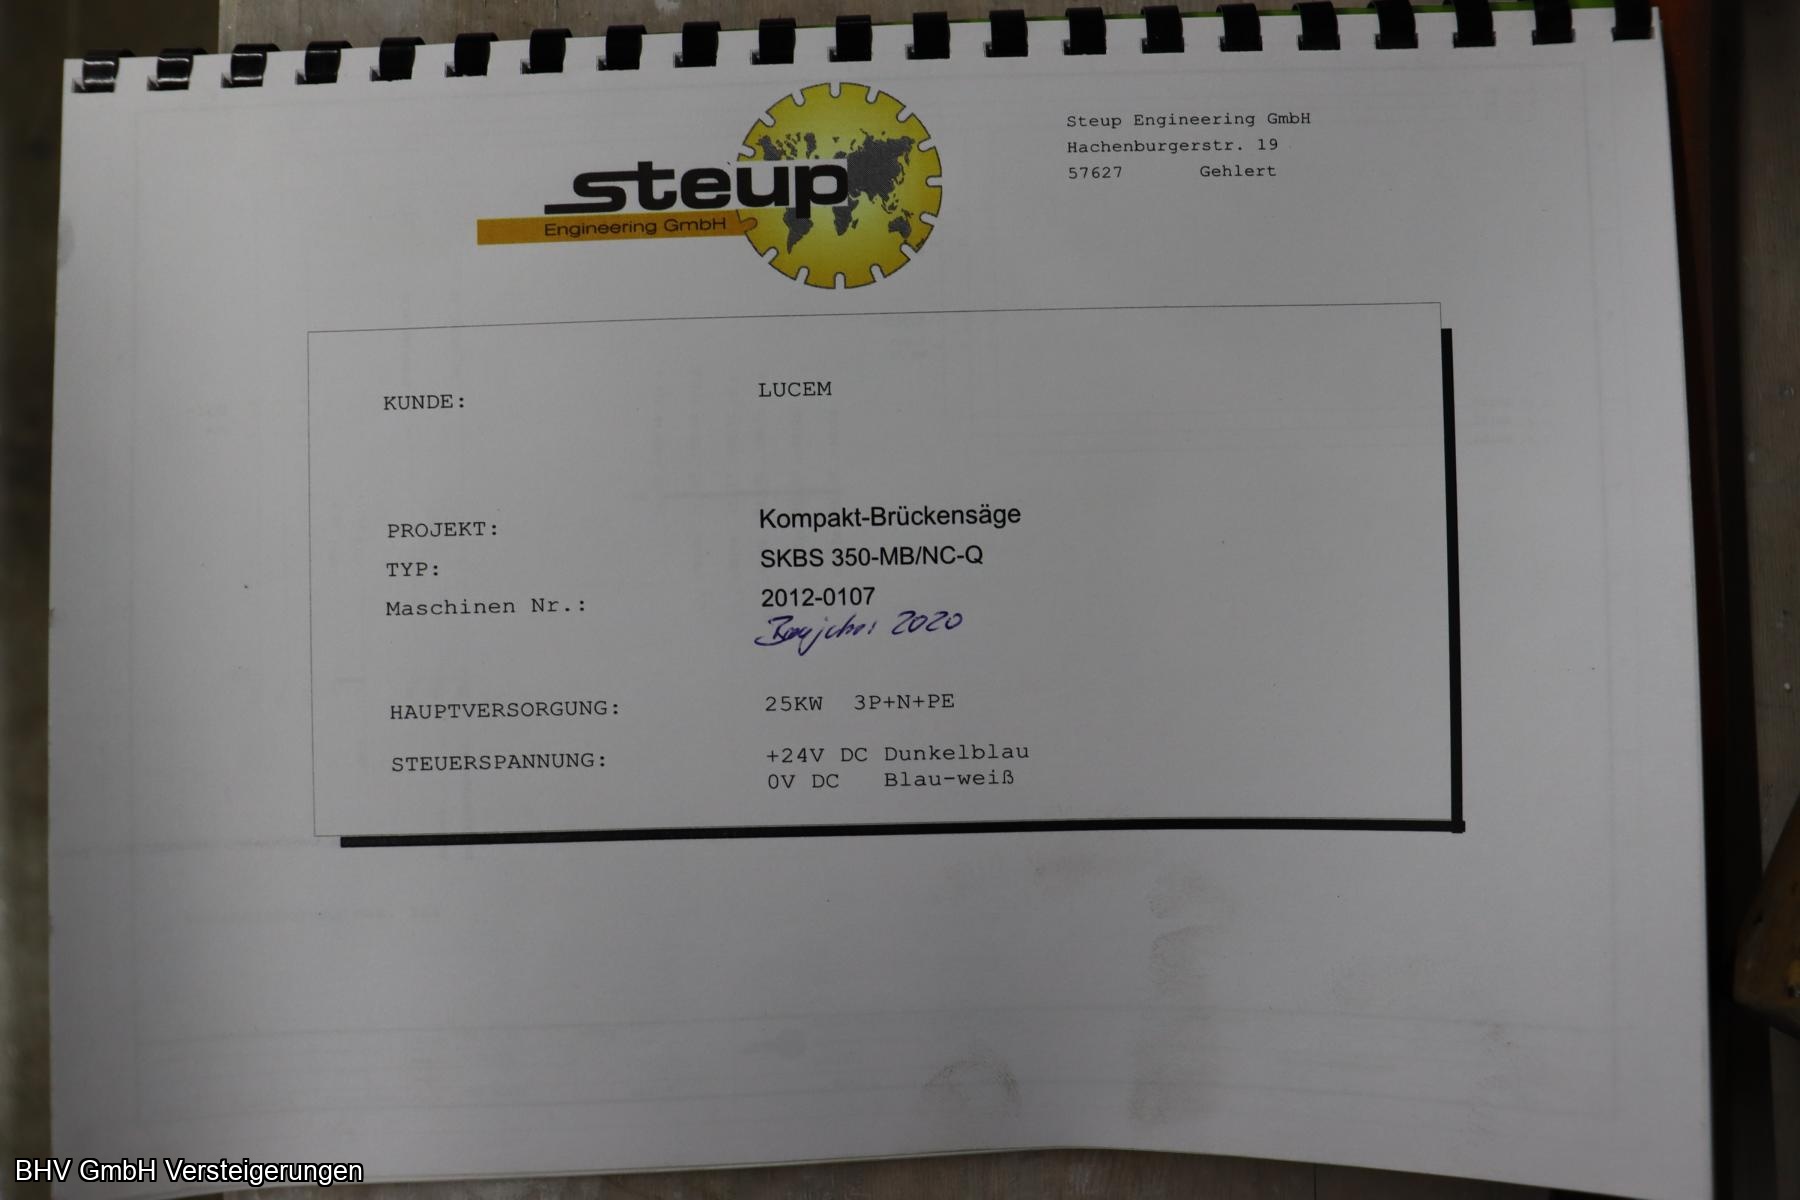 steup
Engineering GmbH
Steup Engineering GmbH
Hachenburgerstr. 19
57627 Gehlert
KUNDE: LUCEM
PROJEKT: Kompakt-Brückensäge
TYP: SKBS 350-MB/NC-Q
Maschinen Nr.: 2012-0107
Baujahr: 2020
HAUPTVERSORGUNG: 25KW 3P+N+PE
STEUERSPANNUNG: +24V DC Dunkelblau
0V DC Blau-weiß
BHV GmbH Versteigerungen